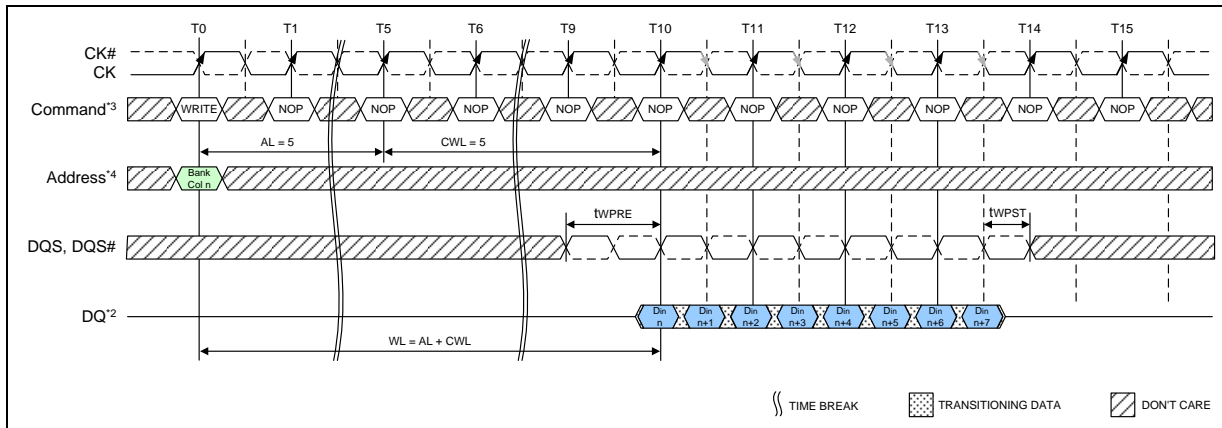 T0 T1 T5 T6 T9 T10 T11 T12 T13 T14 T15
CK#
CK
Command*3 WRITE NOP NOP NOP NOP NOP NOP NOP NOP NOP NOP
AL = 5 CWL = 5
Address*4 Bank
Col n
tWPRE tWPST
DQS, DQS#
DQ*2 Din Din Din Din Din Din Din Din
n n+1 n+2 n+3 n+4 n+5 n+6 n+7
WL = AL + CWL
TIME BREAK TRANSITIONING DATA DON'T CARE